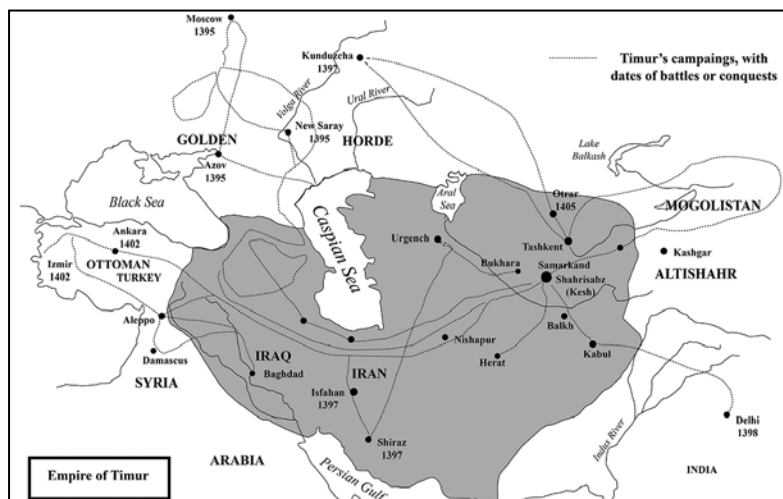 Moscow
1395
Kunduzcha
1397
Timur's campaings, with
dates of battles or conquests
Volga River
Ural River
New Saray
1395
GOLDEN
HORDE
Azov
1395
Lake
Balkash
Black Sea
Aral
Sea
Otrar
1405
MOGOLISTAN
Caspian Sea
Ankara
1402
Urgench
Tashkent
Izmir
1402
OTTOMAN
TURKEY
Bukhara
Samarkand
Kashgar
Shahrisabz
(Kesh)
ALTISHAHR
Aleppo
Balkh
Nishapur
Damascus
IRAQ
Herat
Kabul
SYRIA
Baghdad
IRAN
Isfahan
1397
Indus River
Delhi
1398
Shiraz
1397
ARABIA
Persian Gulf
INDIA
Empire of Timur